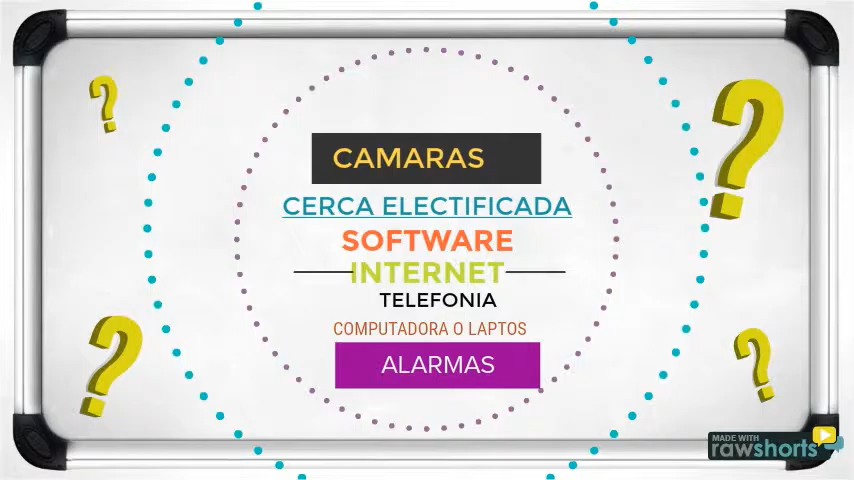 CAMARAS
CERCA ELECTIFICADA
SOFTWARE
INTERNET
TELEFONIA
COMPUTADORA O LAPTOS
ALARMAS
? ? ? ?
MADE WITH
rawshorts